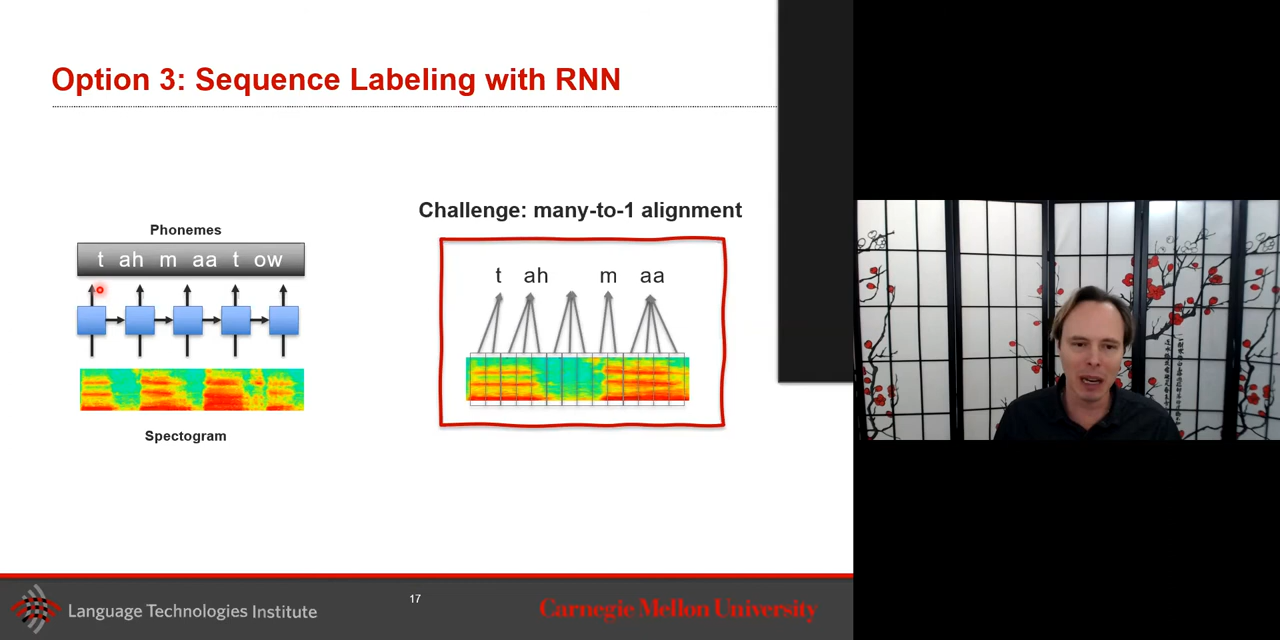 Option 3: Sequence Labeling with RNN
Challenge: many-to-1 alignment
Phonemes
t ah m aa t ow
t ah m aa
Spectogram
17
Language Technologies Institute
Carnegie Mellon University